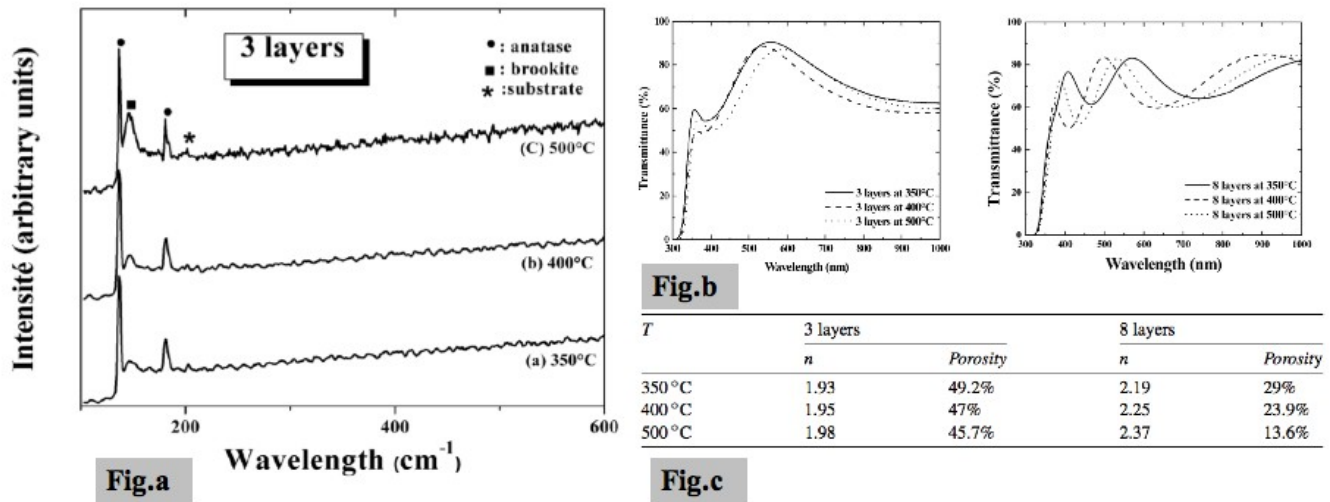 Intensité (arbitrary units)
3 layers
● : anatase
■ : brookite
* :substrate
(C) 500°C
(b) 400°C
(a) 350°C
200
400
600
Wavelength (cm⁻¹)
Fig.a
Transmittance (%)
100
80
60
40
20
0
3 layers at 350°C
3 layers at 400°C
3 layers at 500°C
300 400 500 600 700 800 900 1000
Wavelength (nm)
Transmittance (%)
100
80
60
40
20
0
8 layers at 350°C
8 layers at 400°C
8 layers at 500°C
300 400 500 600 700 800 900 1000
Wavelength (nm)
Fig.b
T 3 layers 8 layers
n Porosity n Porosity
350 °C 1.93 49.2% 2.19 29%
400 °C 1.95 47% 2.25 23.9%
500 °C 1.98 45.7% 2.37 13.6%
Fig.c